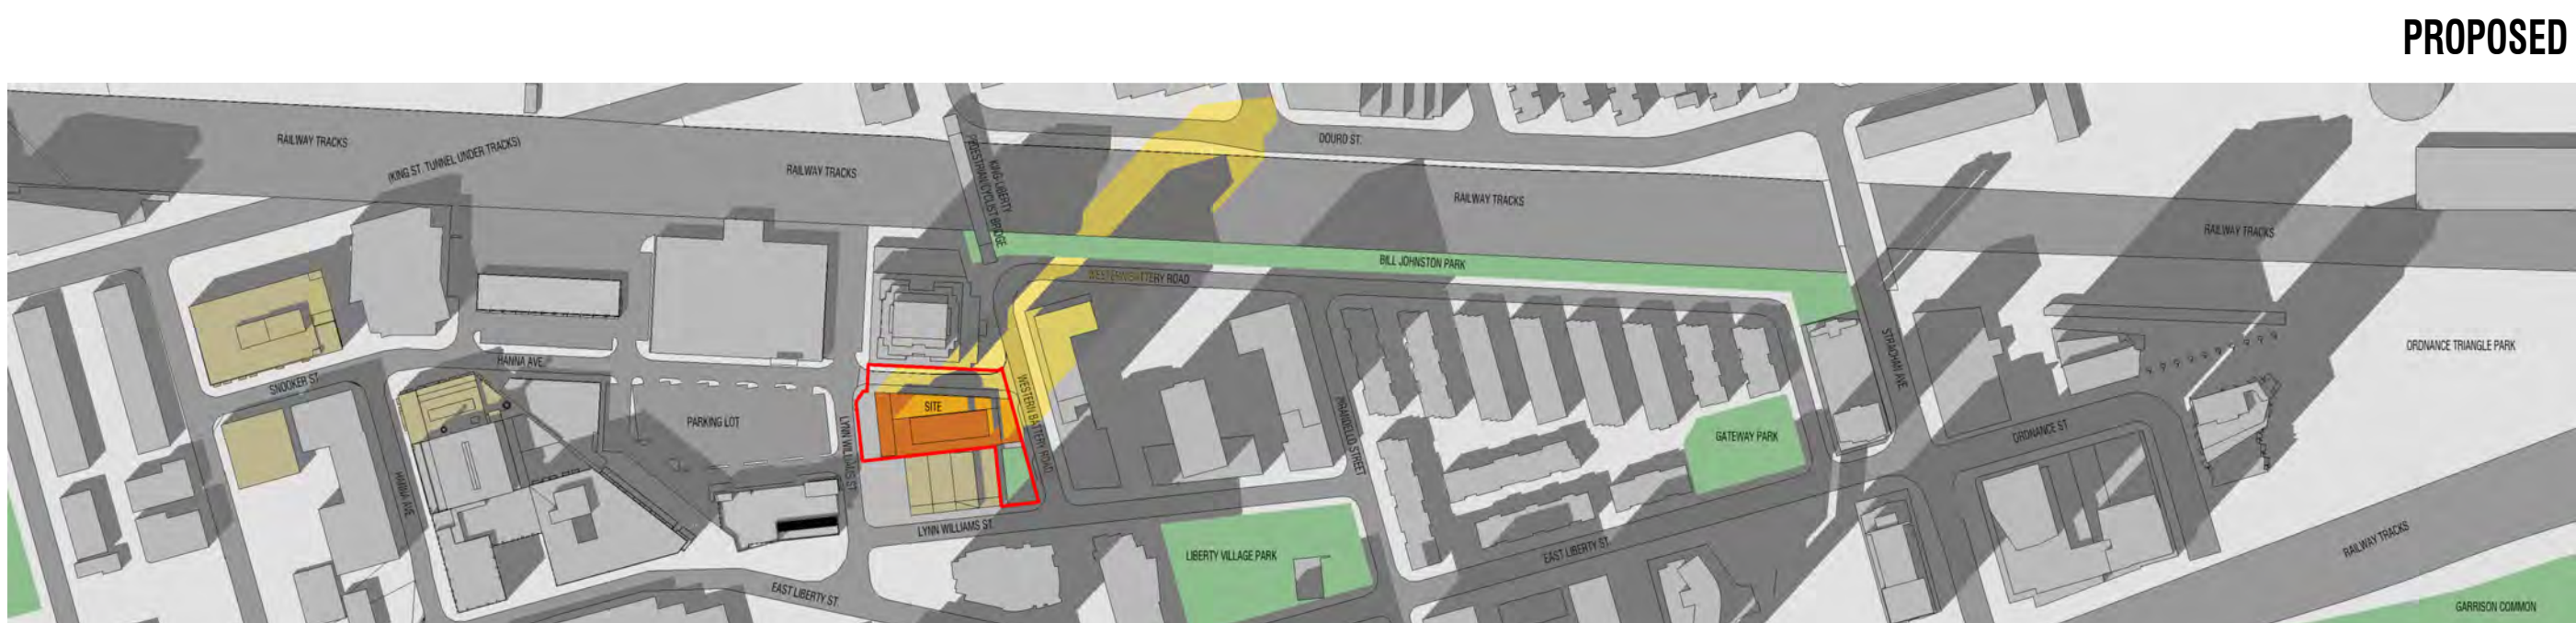 PROPOSED
RAILWAY TRACKS
(KING ST. TUNNEL UNDER TRACKS)
RAILWAY TRACKS
KING-LIBERTY
PEDESTRIAN/CYCLIST BRIDGE
DOURO ST.
RAILWAY TRACKS
RAILWAY TRACKS
BILL JOHNSTON PARK
WESTERN BATTERY ROAD
HANNA AVE.
SNOOKER ST.
STRACHAN AVE.
ORDNANCE TRIANGLE PARK
SITE
WESTERN BATTERY ROAD
PARKING LOT
LYNN WILLIAMS ST.
PIRANDELLO STREET
GATEWAY PARK
ORDNANCE ST.
HANNA AVE.
LYNN WILLIAMS ST.
LIBERTY VILLAGE PARK
EAST LIBERTY ST.
RAILWAY TRACKS
EAST LIBERTY ST.
GARRISON COMMON